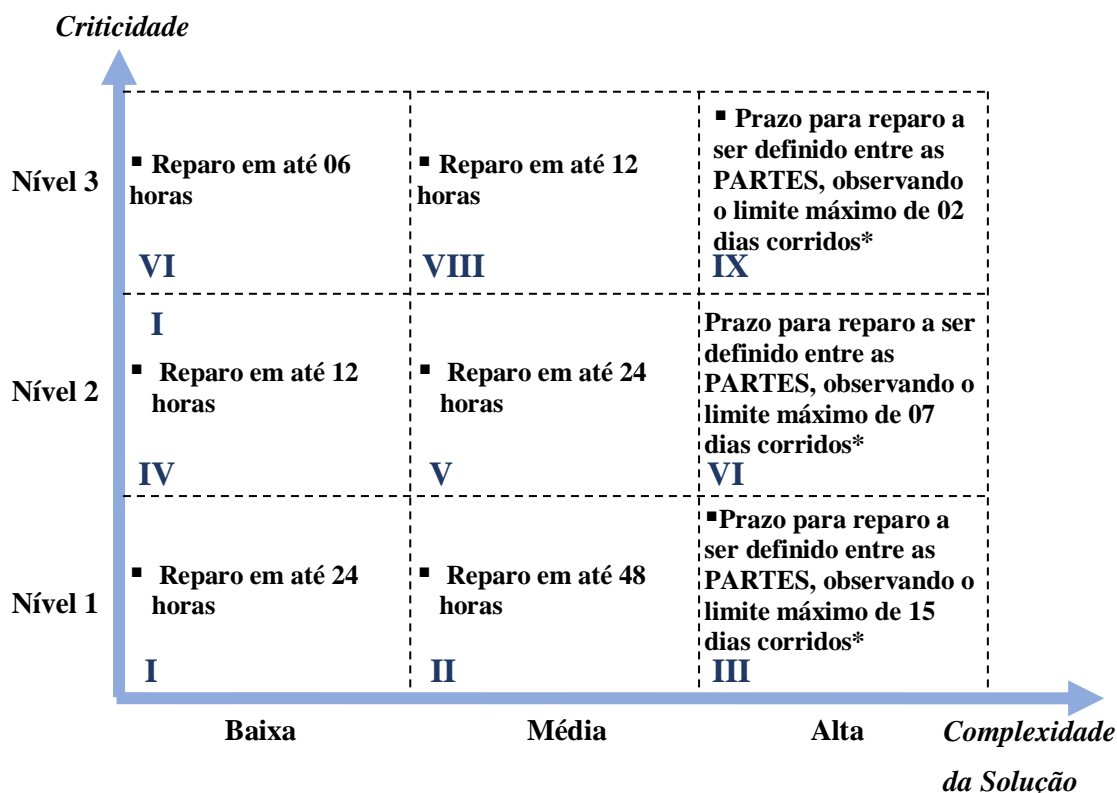 Criticidade
Nível 3
▪ Reparo em até 06
horas
VI
I
▪ Reparo em até 12
horas
VIII
▪ Prazo para reparo a
ser definido entre as
PARTES, observando
o limite máximo de 02
dias corridos*
IX
Nível 2
▪ Reparo em até 12
horas
IV
▪ Reparo em até 24
horas
V
Prazo para reparo a ser
definido entre as
PARTES, observando o
limite máximo de 07
dias corridos*
VI
Nível 1
▪ Reparo em até 24
horas
I
▪ Reparo em até 48
horas
II
▪Prazo para reparo a
ser definido entre as
PARTES, observando o
limite máximo de 15
dias corridos*
III
Baixa
Média
Alta
Complexidade
da Solução